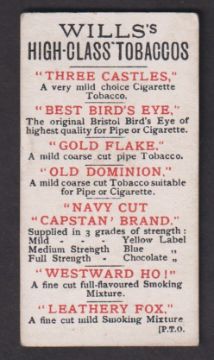 WILLS's
HIGH-CLASS TOBACCOS
"THREE CASTLES,"
A very mild choice Cigarette
Tobacco.
"BEST BIRD'S EYE,"
The original Bristol Bird's Eye of
highest quality for Pipe or Cigarette.
"GOLD FLAKE,"
A mild coarse cut pipe Tobacco.
"OLD DOMINION,"
A mild coarse cut Tobacco suitable
for Pipe or Cigarette.
"NAVY CUT
"CAPSTAN" BRAND."
Supplied in 3 grades of strength:
Mild - - Yellow Label
Medium Strength Blue „
Full Strength - Chocolate „
"WESTWARD HO!"
A fine cut full-flavoured Smoking
Mixture.
"LEATHERY FOX,"
A fine cut mild Smoking Mixture
[P.T.O.